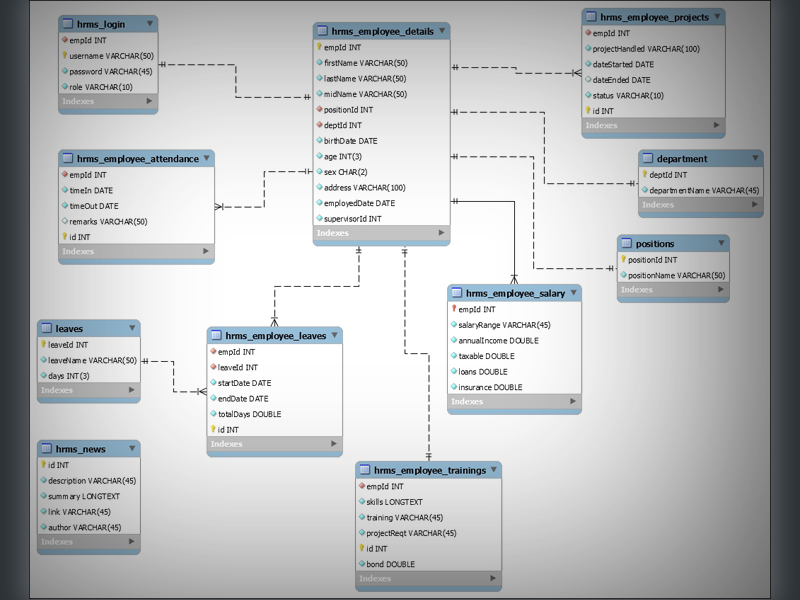 hrms_login
empId INT
username VARCHAR(50)
password VARCHAR(45)
role VARCHAR(10)
Indexes
hrms_employee_details
empId INT
firstName VARCHAR(50)
lastName VARCHAR(50)
midName VARCHAR(50)
positionId INT
deptId INT
birthDate DATE
age INT(3)
sex CHAR(2)
address VARCHAR(100)
employedDate DATE
supervisorId INT
Indexes
hrms_employee_projects
empId INT
projectHandled VARCHAR(100)
dateStarted DATE
dateEnded DATE
status VARCHAR(10)
id INT
Indexes
hrms_employee_attendance
empId INT
timeIn DATE
timeOut DATE
remarks VARCHAR(50)
id INT
Indexes
department
deptId INT
departmentName VARCHAR(45)
Indexes
positions
positionId INT
positionName VARCHAR(50)
Indexes
hrms_employee_salary
empId INT
salaryRange VARCHAR(45)
annualIncome DOUBLE
taxable DOUBLE
loans DOUBLE
insurance DOUBLE
Indexes
leaves
leaveId INT
leaveName VARCHAR(50)
days INT(3)
Indexes
hrms_employee_leaves
empId INT
leaveId INT
startDate DATE
endDate DATE
totalDays DOUBLE
id INT
Indexes
hrms_news
id INT
description VARCHAR(45)
summary LONGTEXT
link VARCHAR(45)
author VARCHAR(45)
Indexes
hrms_employee_trainings
empId INT
skills LONGTEXT
training VARCHAR(45)
projectReqt VARCHAR(45)
id INT
bond DOUBLE
Indexes